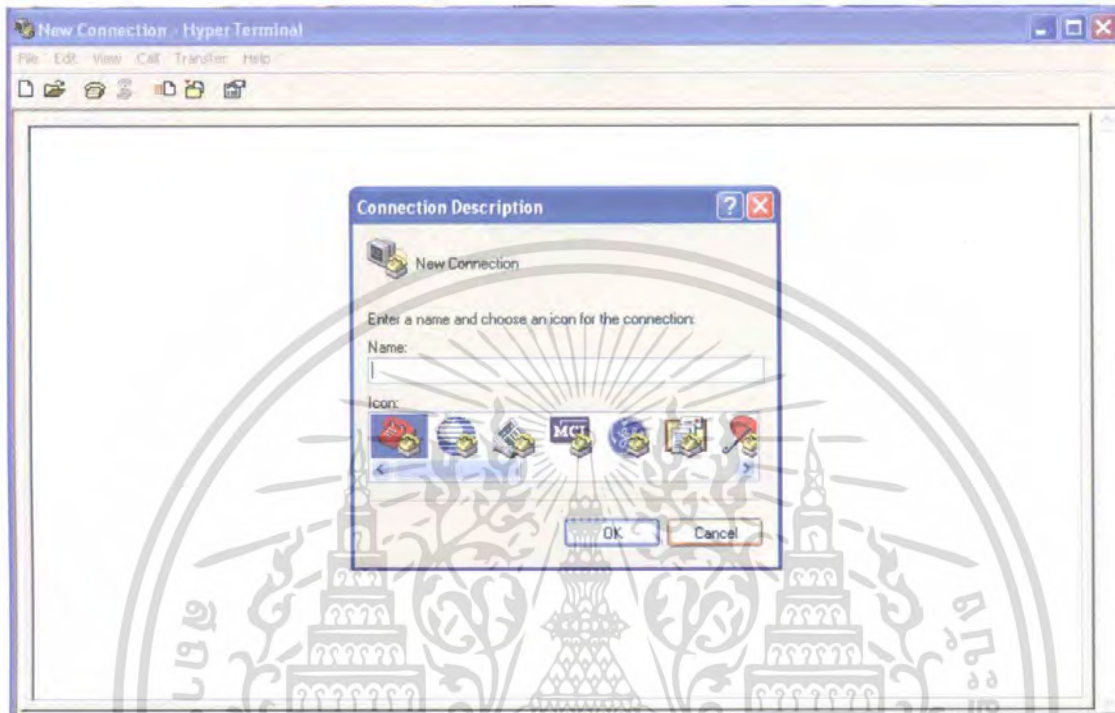 New Connection - HyperTerminal
File Edit View Call Transfer Help
Connection Description
New Connection
Enter a name and choose an icon for the connection:
Name:
Icon:
MCI
OK
Cancel